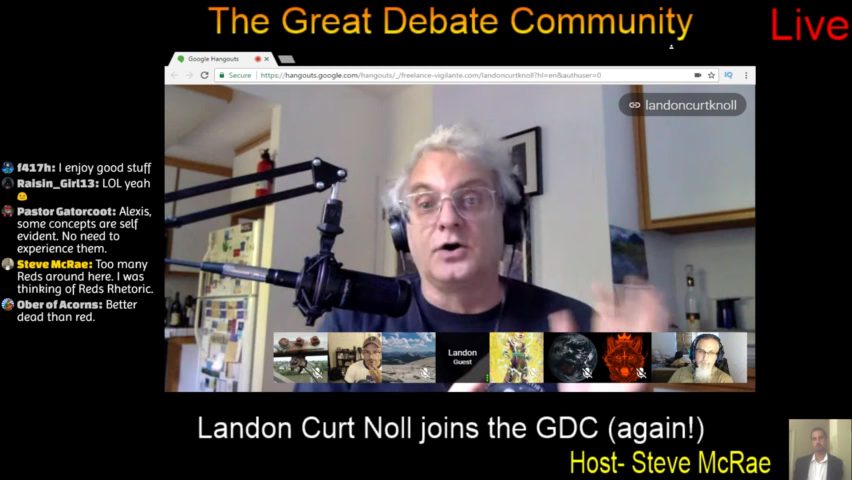 The Great Debate Community
Live
Google Hangouts
Secure
https://hangouts.google.com/hangouts/_/freelance-vigilante.com/landoncurtknoll?hl=en&authuser=0
IQ
landoncurtknoll
f417h: I enjoy good stuff
Raisin_Girl13: LOL yeah
Pastor Gatorcoot: Alexis,
some concepts are self
evident. No need to
experience them.
Steve McRae: Too many
Reds around here. I was
thinking of Reds Rhetoric.
Ober of Acorns: Better
dead than red.
Landon
Guest
Landon Curt Noll joins the GDC (again!)
Host- Steve McRae